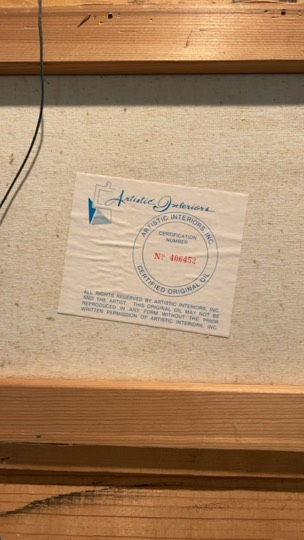 Artistic Interiors
ARTISTIC INTERIORS, INC.
CERTIFICATION
NUMBER
Nº 406452
CERTIFIED ORIGINAL OIL
ALL RIGHTS RESERVED BY ARTISTIC INTERIORS, INC.
AND THE ARTIST. THIS ORIGINAL OIL MAY NOT BE
REPRODUCED IN ANY FORM WITHOUT THE PRIOR
WRITTEN PERMISSION OF ARTISTIC INTERIORS, INC.